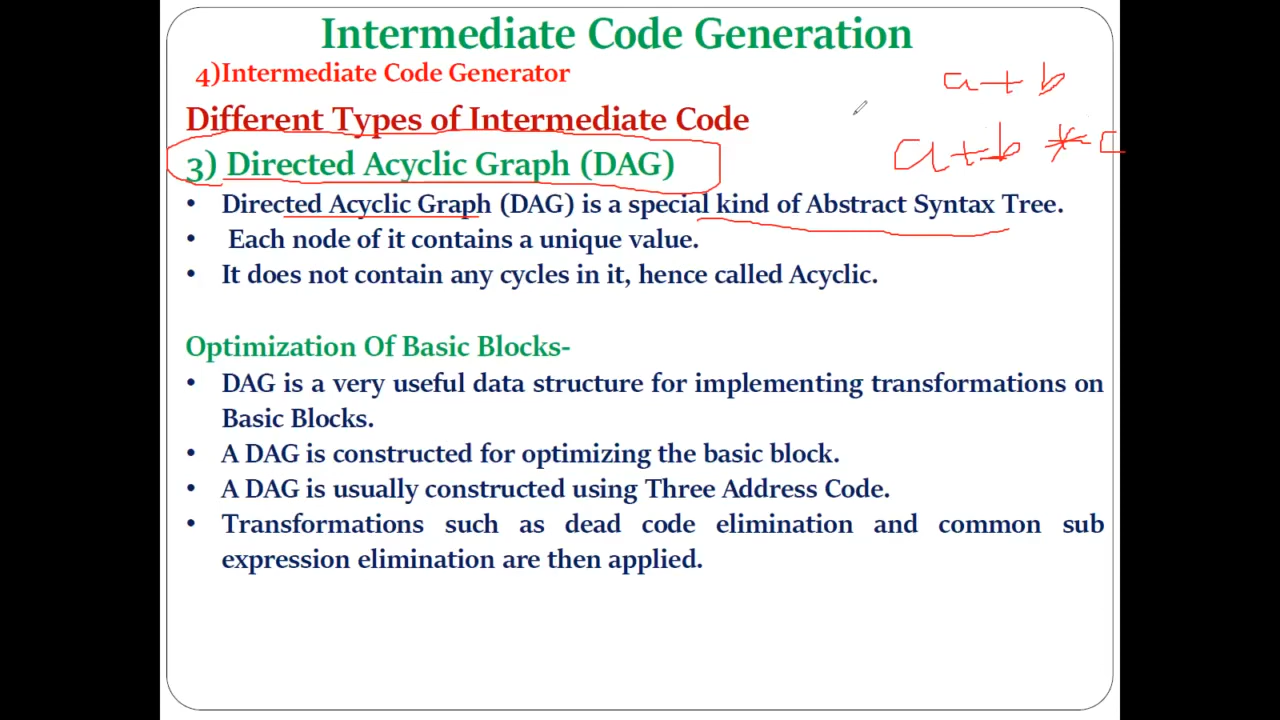 Intermediate Code Generation
4)Intermediate Code Generator
a+b
Different Types of Intermediate Code
a+b * c
3) Directed Acyclic Graph (DAG)
• Directed Acyclic Graph (DAG) is a special kind of Abstract Syntax Tree.
• Each node of it contains a unique value.
• It does not contain any cycles in it, hence called Acyclic.
Optimization Of Basic Blocks-
• DAG is a very useful data structure for implementing transformations on
Basic Blocks.
• A DAG is constructed for optimizing the basic block.
• A DAG is usually constructed using Three Address Code.
• Transformations such as dead code elimination and common sub
expression elimination are then applied.